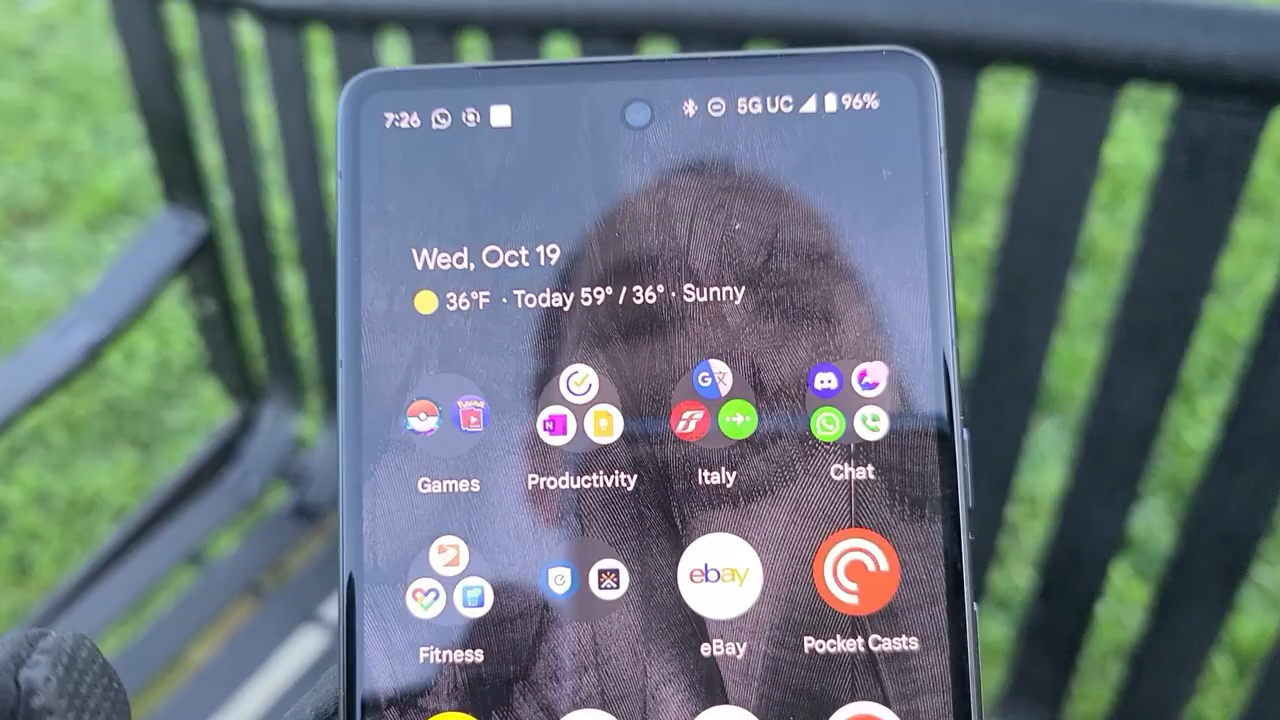 7:26 5G UC 96%
Wed, Oct 19
36°F · Today 59° / 36° · Sunny
G
N
Games Productivity Italy Chat
ebay
Fitness eBay Pocket Casts